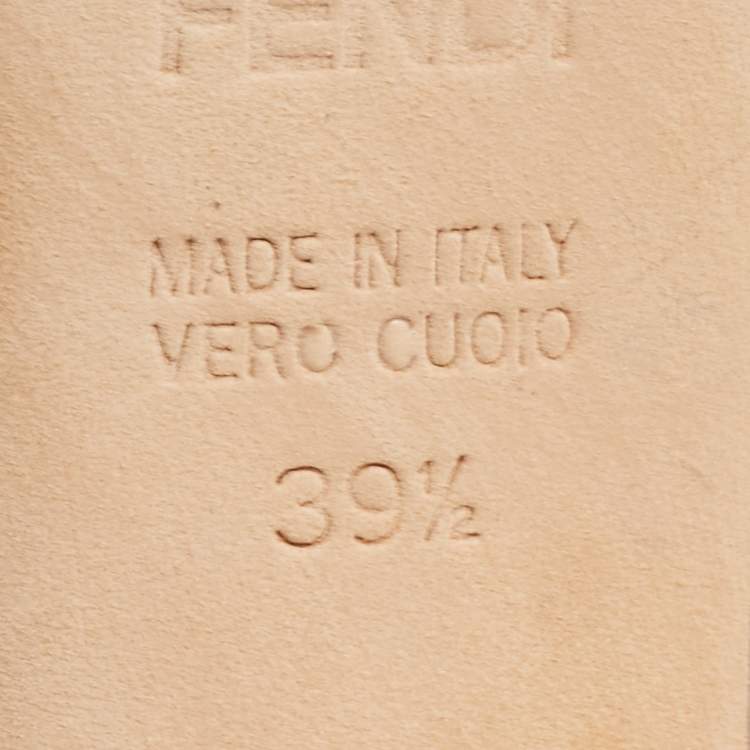 FENDI
MADE IN ITALY
VERO CUOIO
39½